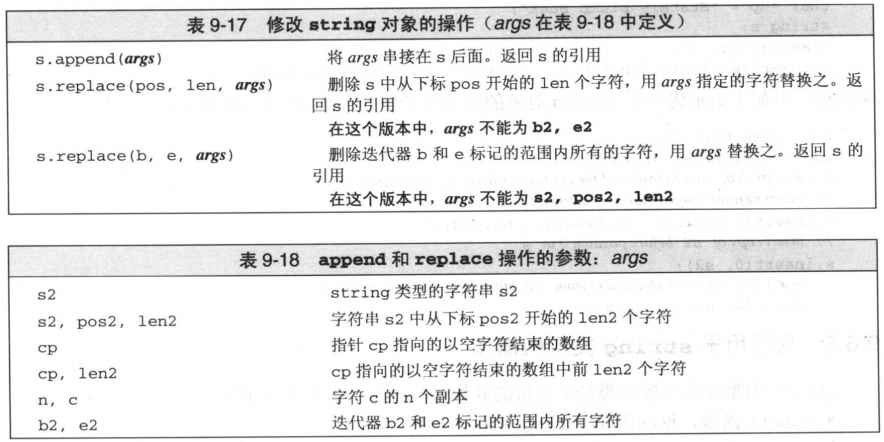 表 9-17 修改 string 对象的操作（args 在表 9-18 中定义）
s.append(args) 将 args 串接在 s 后面。返回 s 的引用
s.replace(pos, len, args) 删除 s 中从下标 pos 开始的 len 个字符，用 args 指定的字符替换之。返
回 s 的引用
在这个版本中，args 不能为 b2, e2
s.replace(b, e, args) 删除迭代器 b 和 e 标记的范围内所有的字符，用 args 替换之。返回 s 的
引用
在这个版本中，args 不能为 s2, pos2, len2
表 9-18 append 和 replace 操作的参数：args
s2 string 类型的字符串 s2
s2, pos2, len2 字符串 s2 中从下标 pos2 开始的 len2 个字符
cp 指针 cp 指向的以空字符结束的数组
cp, len2 cp 指向的以空字符结束的数组中前 len2 个字符
n, c 字符 c 的 n 个副本
b2, e2 迭代器 b2 和 e2 标记的范围内所有字符